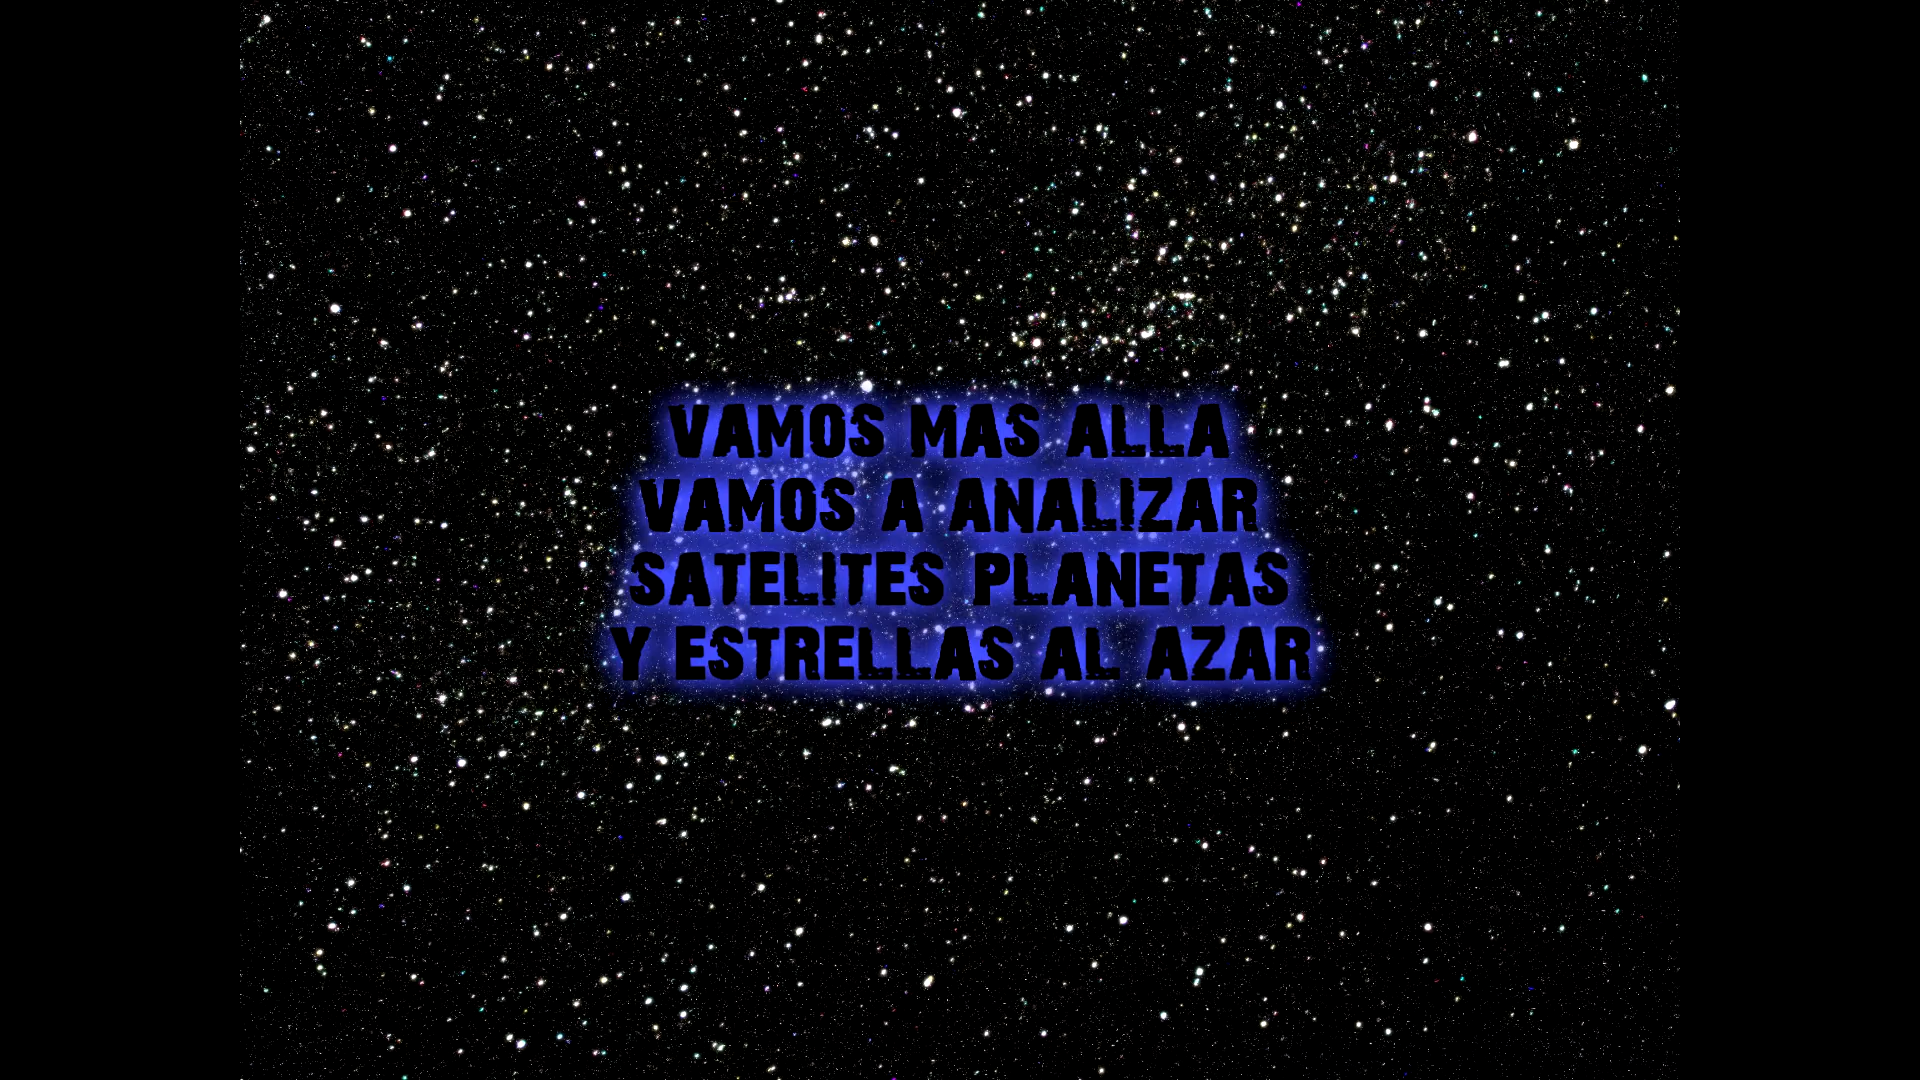 VAMOS MAS ALLA
VAMOS A ANALIZAR
SATELITES PLANETAS
Y ESTRELLAS AL AZAR